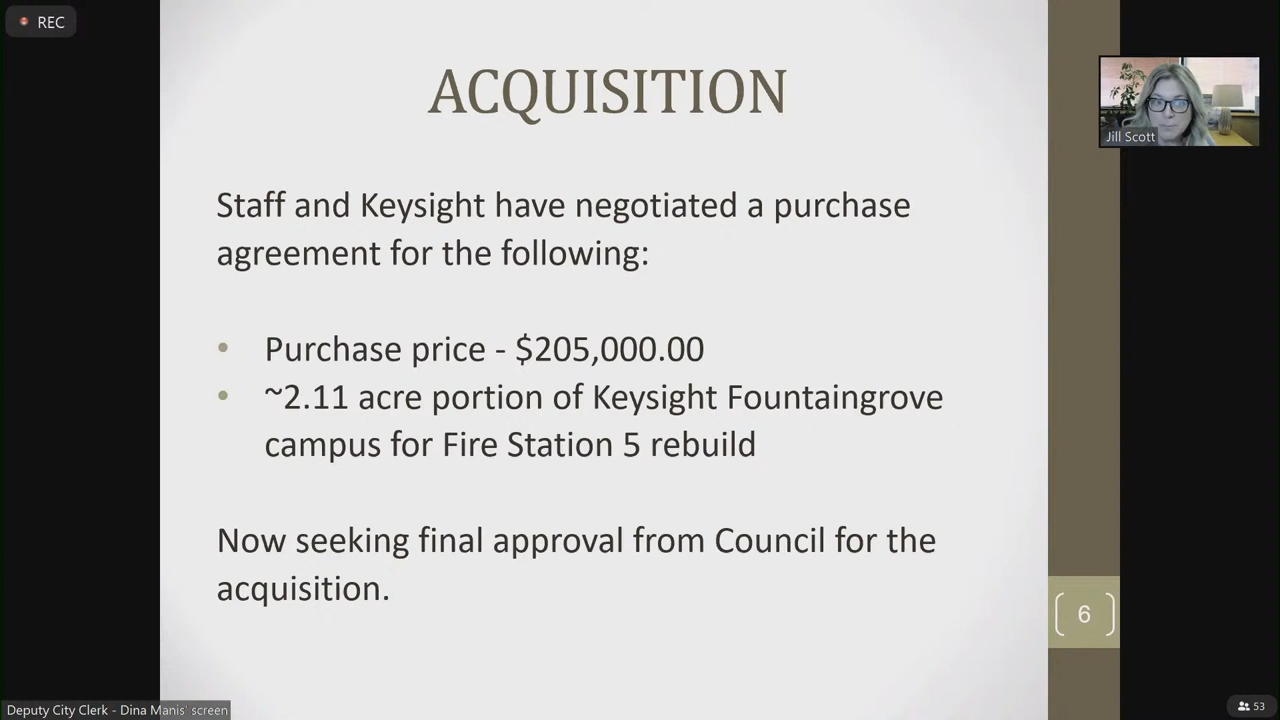 REC
ACQUISITION
Jill Scott
Staff and Keysight have negotiated a purchase
agreement for the following:
• Purchase price - $205,000.00
• ~2.11 acre portion of Keysight Fountaingrove
campus for Fire Station 5 rebuild
Now seeking final approval from Council for the
acquisition.
6
Deputy City Clerk - Dina Manis' screen
53